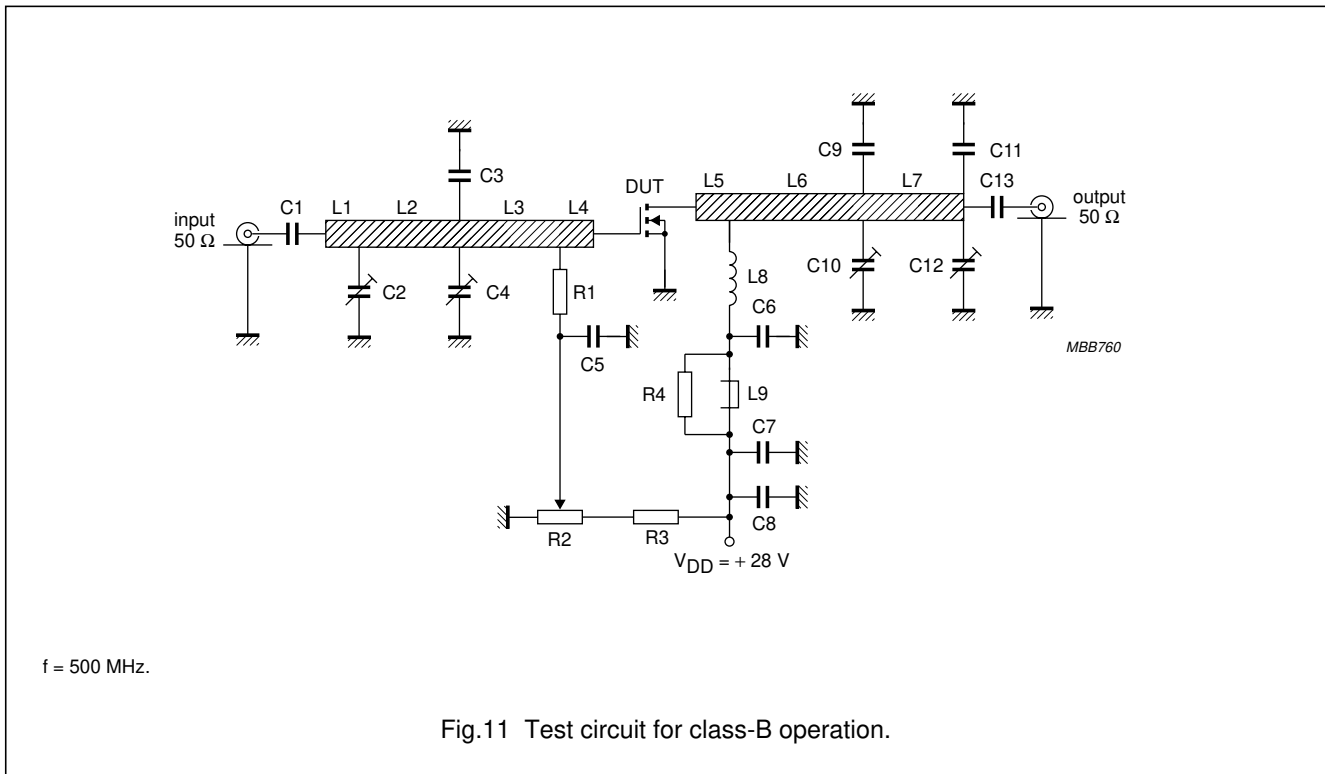 C9
C11
C3
DUT
L5
L6
L7
C13
L1
L2
L3
L4
input
50 Ω
C1
output
50 Ω
C2
C4
R1
L8
C10
C12
C6
C5
MBB760
R4
L9
C7
C8
R2
R3
VDD = + 28 V
f = 500 MHz.
Fig.11 Test circuit for class-B operation.